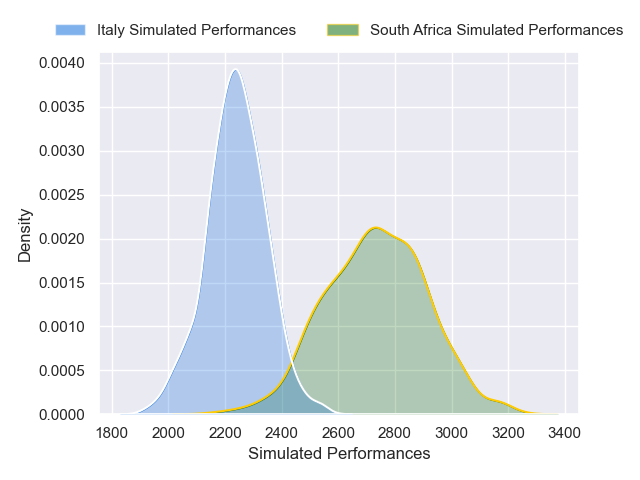 Italy Simulated Performances South Africa Simulated Performances
0.0040
0.0035
0.0030
0.0025
0.0020
0.0015
0.0010
0.0005
0.0000
Density
1800 2000 2200 2400 2600 2800 3000 3200 3400
Simulated Performances